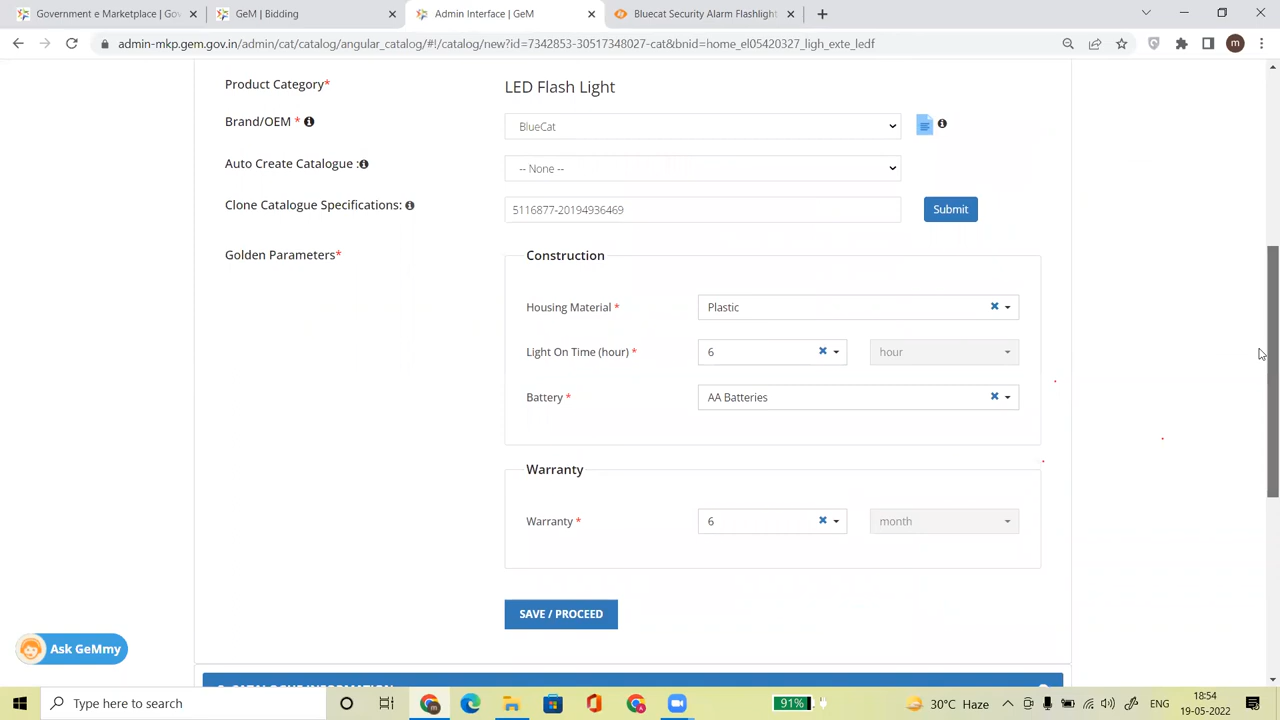 Government e Marketplace | Gov
GeM | Bidding
Admin Interface | GeM
Bluecat Security Alarm Flashlight
admin-mkp.gem.gov.in/admin/cat/catalog/angular_catalog/#!/catalog/new?id=7342853-30517348027-cat&bnid=home_el05420327_ligh_exte_ledf
m
Product Category* LED Flash Light
Brand/OEM * BlueCat
Auto Create Catalogue : -- None --
Clone Catalogue Specifications: 5116877-20194936469 Submit
Golden Parameters* Construction
Housing Material * Plastic
Light On Time (hour) * 6 hour
Battery * AA Batteries
Warranty
Warranty * 6 month
SAVE / PROCEED
Ask GeMmy
Type here to search
91%
30°C Haze
ENG
18:54
19-05-2022